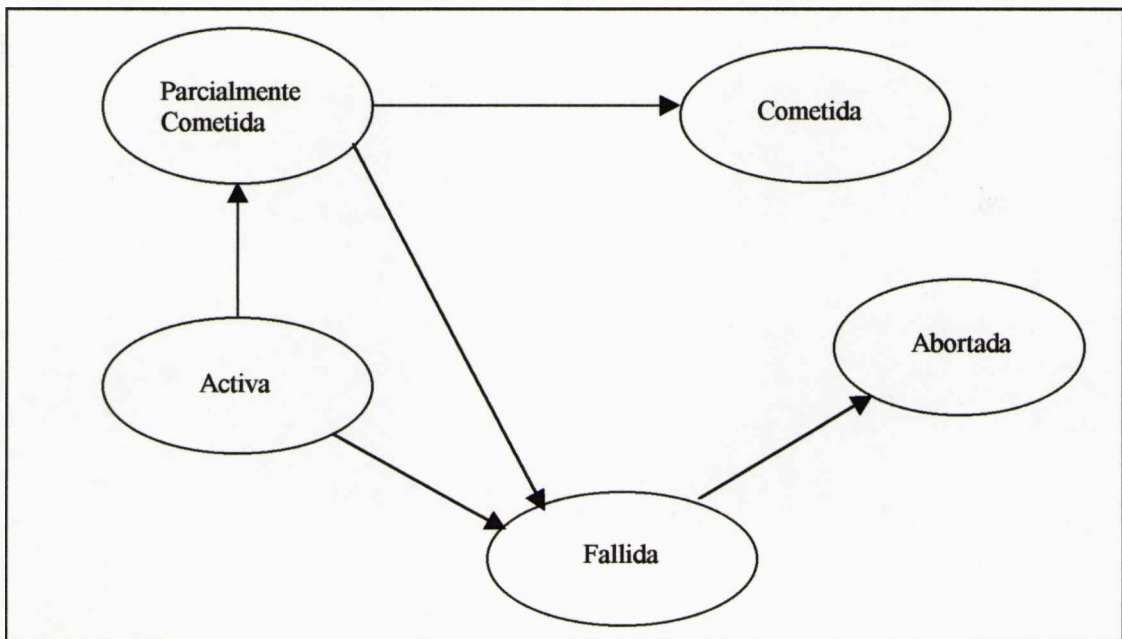 Parcialmente
Cometida
Cometida
Activa
Abortada
Fallida